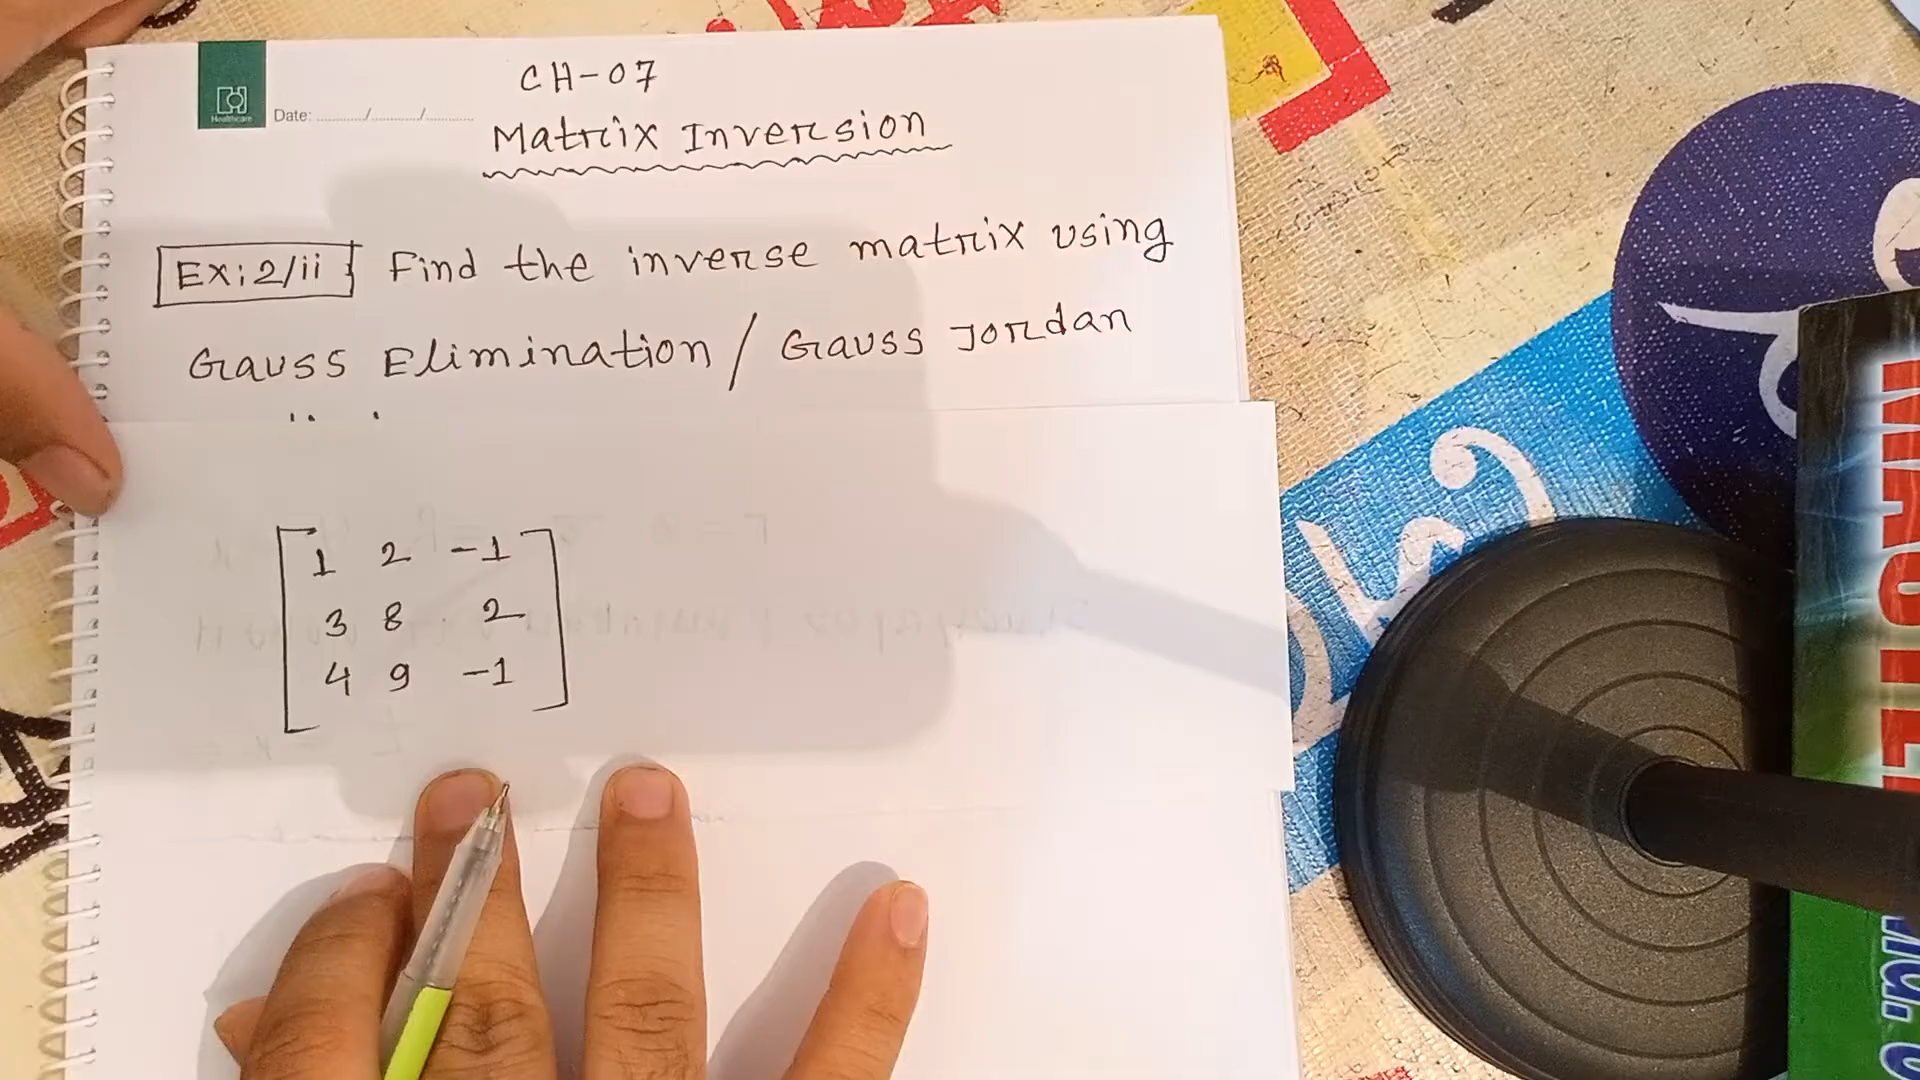 CH-07
Healthcare
Date: ............/............/............
Matrix Inversion
Ex: 2/ii Find the inverse matrix using
Gauss Elimination / Gauss Jordan
1 2 -1
3 8 2
4 9 -1